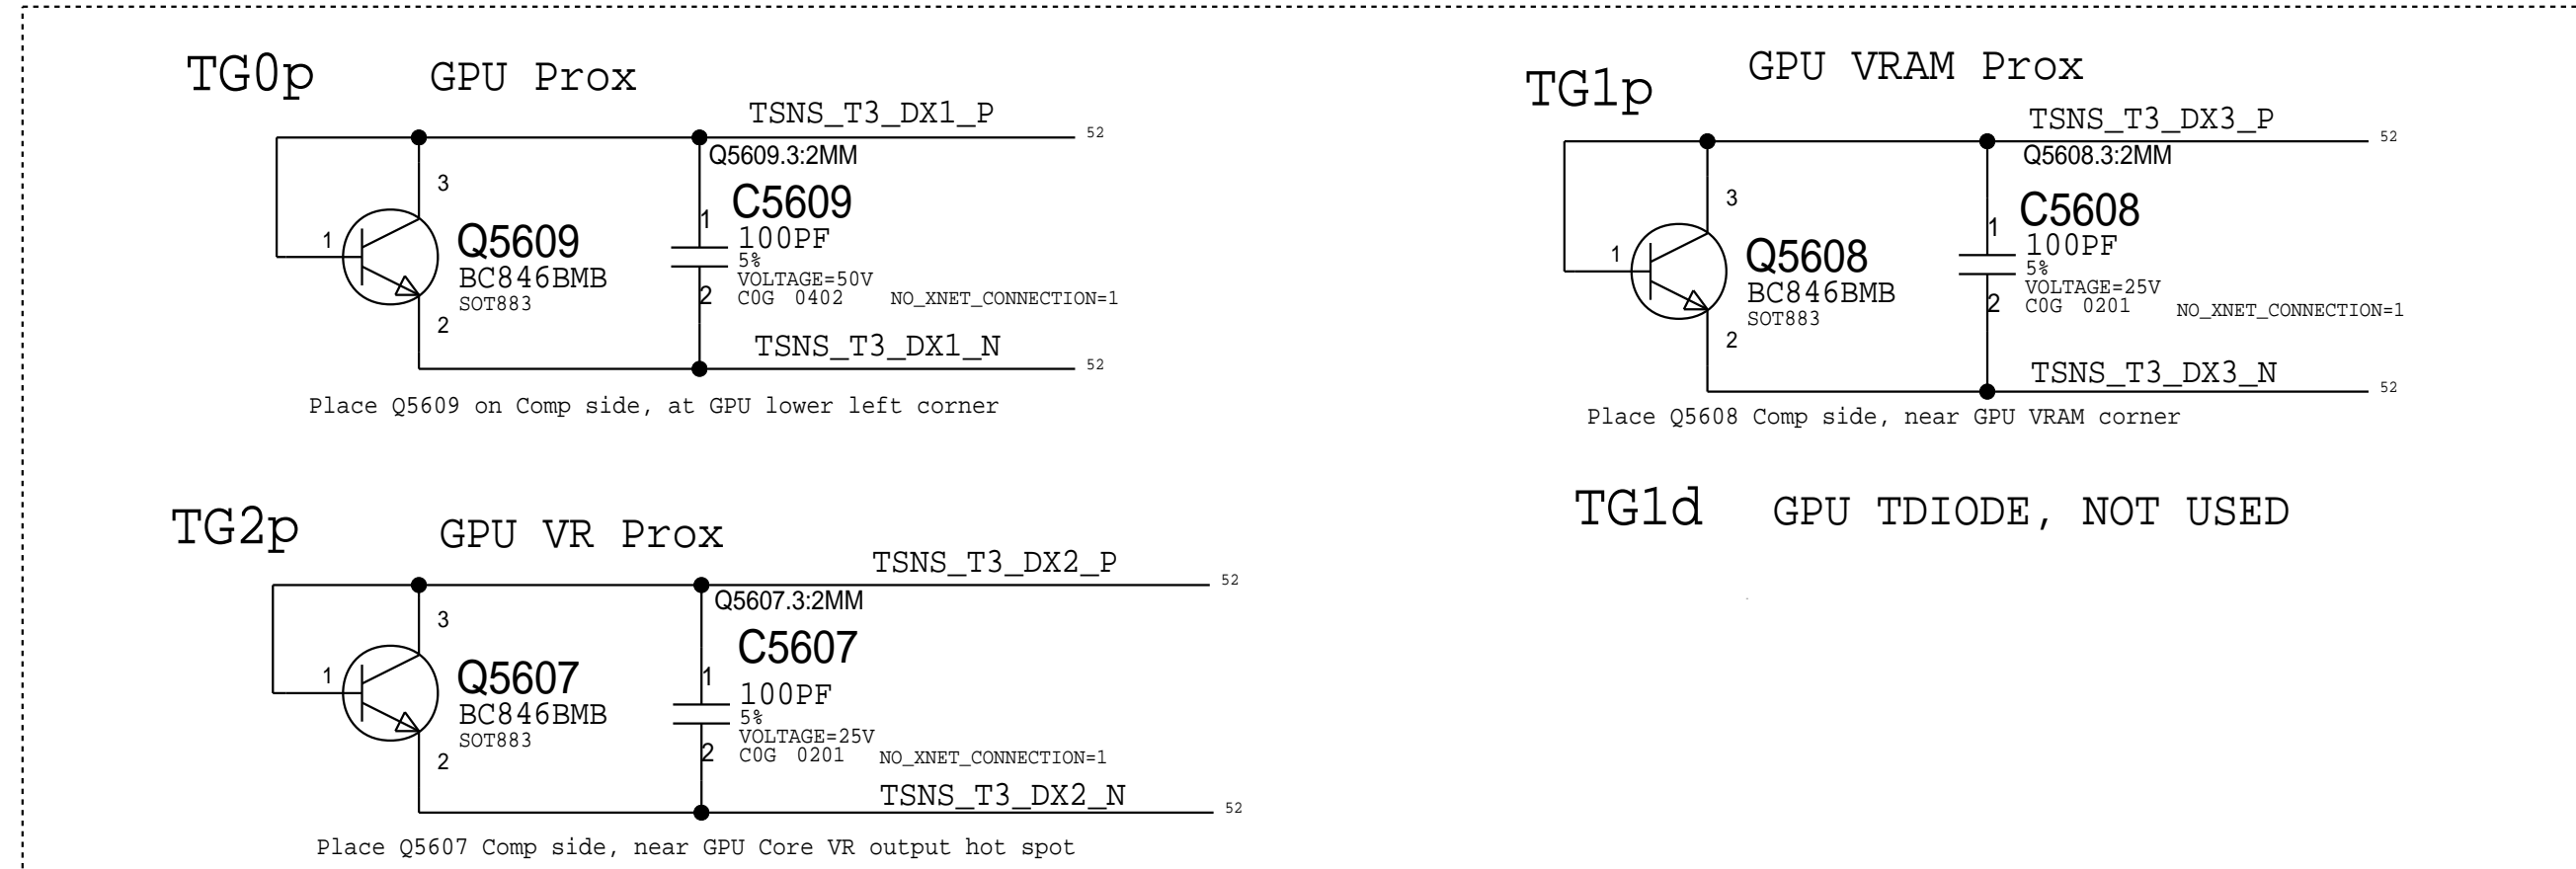 TG0p GPU Prox
TSNS_T3_DX1_P
52
Q5609.3:2MM
3
1
2
Q5609
BC846BMB
SOT883
C5609
1
100PF
5%
VOLTAGE=50V
2
C0G 0402
NO_XNET_CONNECTION=1
TSNS_T3_DX1_N
52
Place Q5609 on Comp side, at GPU lower left corner
TG1p GPU VRAM Prox
TSNS_T3_DX3_P
52
Q5608.3:2MM
3
1
2
Q5608
BC846BMB
SOT883
C5608
1
100PF
5%
VOLTAGE=25V
2
C0G 0201
NO_XNET_CONNECTION=1
TSNS_T3_DX3_N
52
Place Q5608 Comp side, near GPU VRAM corner
TG2p GPU VR Prox
TSNS_T3_DX2_P
52
Q5607.3:2MM
3
1
2
Q5607
BC846BMB
SOT883
C5607
1
100PF
5%
VOLTAGE=25V
2
C0G 0201
NO_XNET_CONNECTION=1
TSNS_T3_DX2_N
52
Place Q5607 Comp side, near GPU Core VR output hot spot
TG1d GPU TDIODE, NOT USED